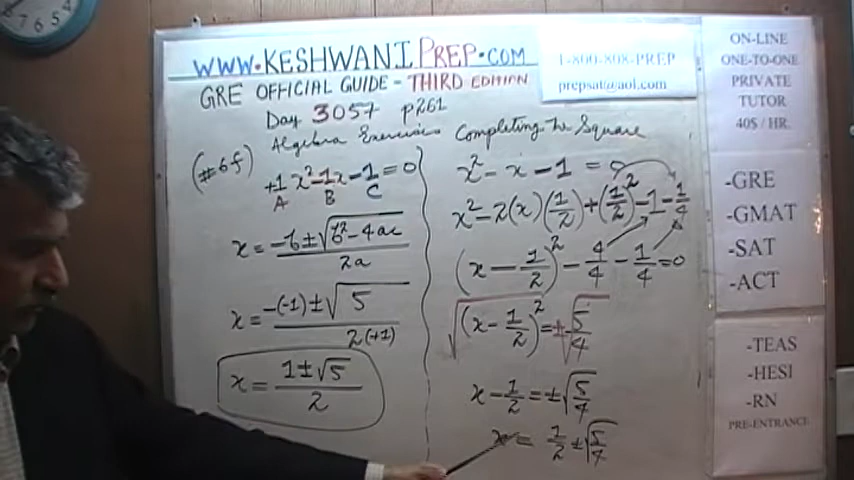 WWW.KESHWANIPREP.COM
1-800-808-PREP
prepsat@aol.com
GRE OFFICIAL GUIDE - THIRD EDITION
Day 3057 p261
Algebra Exercises Completing The Square
(#6f)
+1x²-1x-1=0
A B C
x = -b±√b²-4ac
2a
x = -(-1)±√5
2(+1)
x = 1±√5
2
x²-x-1=0
x²-2(x)(1/2)+(1/2)²-1-1/4
(x-1/2)²-4/4-1/4=0
√(x-1/2)²=±√5/4
x-1/2=±√5/4
x=1/2±√5/4
ON-LINE
ONE-TO-ONE
PRIVATE
TUTOR
40$ / HR.
-GRE
-GMAT
-SAT
-ACT
-TEAS
-HESI
-RN
PRE-ENTRANCE
7 6 5 4